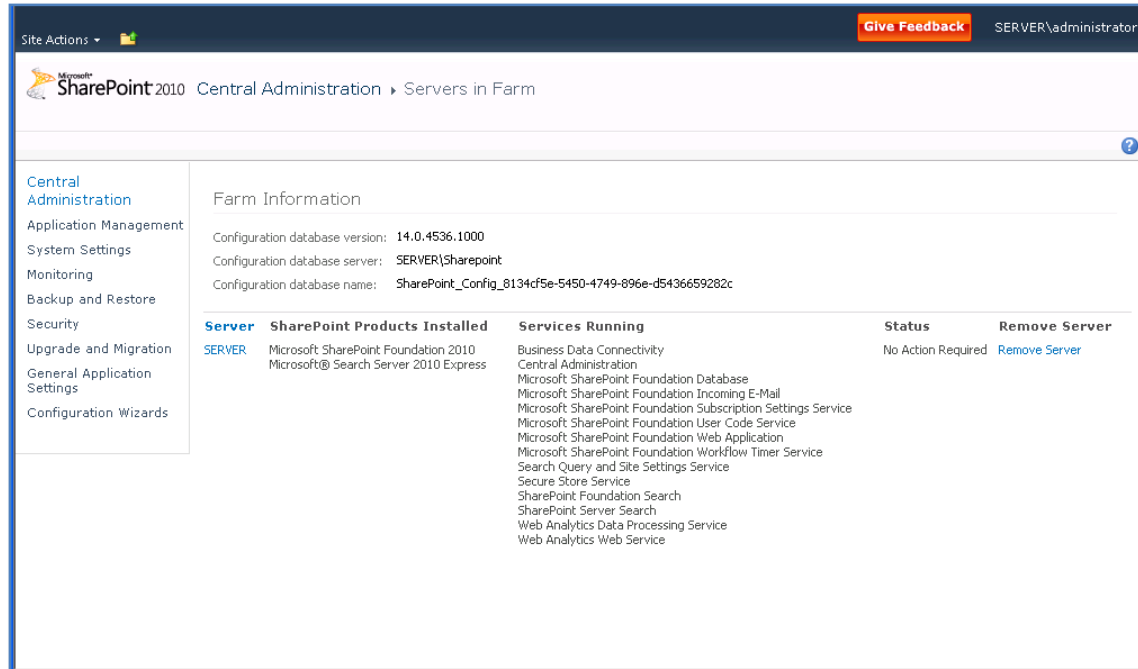 Site Actions
Give Feedback
SERVER\administrator
Microsoft®
SharePoint 2010
Central Administration ▸ Servers in Farm
Central
Administration
Application Management
System Settings
Monitoring
Backup and Restore
Security
Upgrade and Migration
General Application
Settings
Configuration Wizards
Farm Information
Configuration database version: 14.0.4536.1000
Configuration database server: SERVER\Sharepoint
Configuration database name: SharePoint_Config_8134cf5e-5450-4749-896e-d5436659282c
Server SharePoint Products Installed Services Running Status Remove Server
SERVER Microsoft SharePoint Foundation 2010 Business Data Connectivity No Action Required Remove Server
Microsoft® Search Server 2010 Express Central Administration
Microsoft SharePoint Foundation Database
Microsoft SharePoint Foundation Incoming E-Mail
Microsoft SharePoint Foundation Subscription Settings Service
Microsoft SharePoint Foundation User Code Service
Microsoft SharePoint Foundation Web Application
Microsoft SharePoint Foundation Workflow Timer Service
Search Query and Site Settings Service
Secure Store Service
SharePoint Foundation Search
SharePoint Server Search
Web Analytics Data Processing Service
Web Analytics Web Service